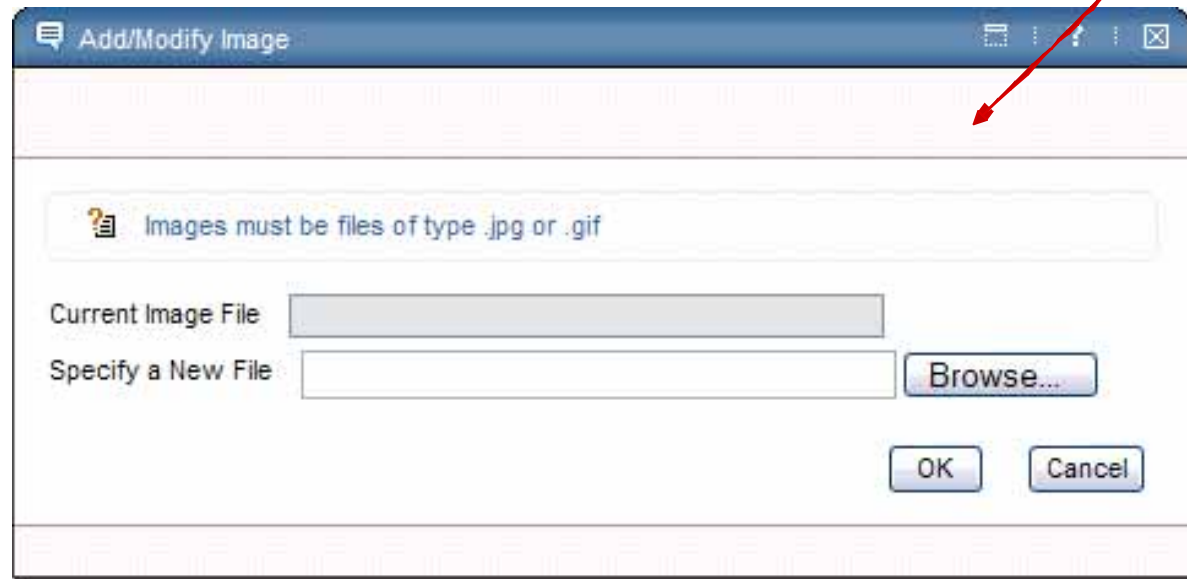 Add/Modify Image ?
Images must be files of type .jpg or .gif
Current Image File
Specify a New File Browse...
OK Cancel